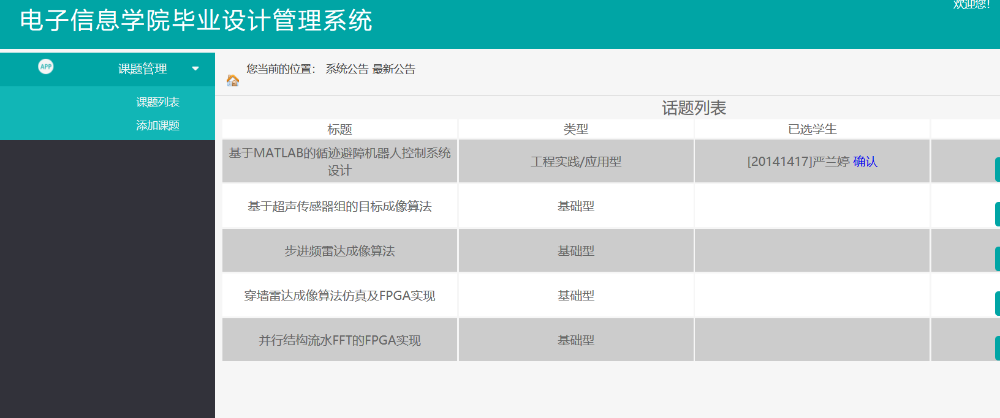 电子信息学院毕业设计管理系统
欢迎您!
APP
课题管理
课题列表
添加课题
您当前的位置： 系统公告 最新公告
话题列表
标题 类型 已选学生
基于MATLAB的循迹避障机器人控制系统
设计
工程实践/应用型
[20141417]严兰婷 确认
基于超声传感器组的目标成像算法 基础型
步进频雷达成像算法 基础型
穿墙雷达成像算法仿真及FPGA实现 基础型
并行结构流水FFT的FPGA实现 基础型